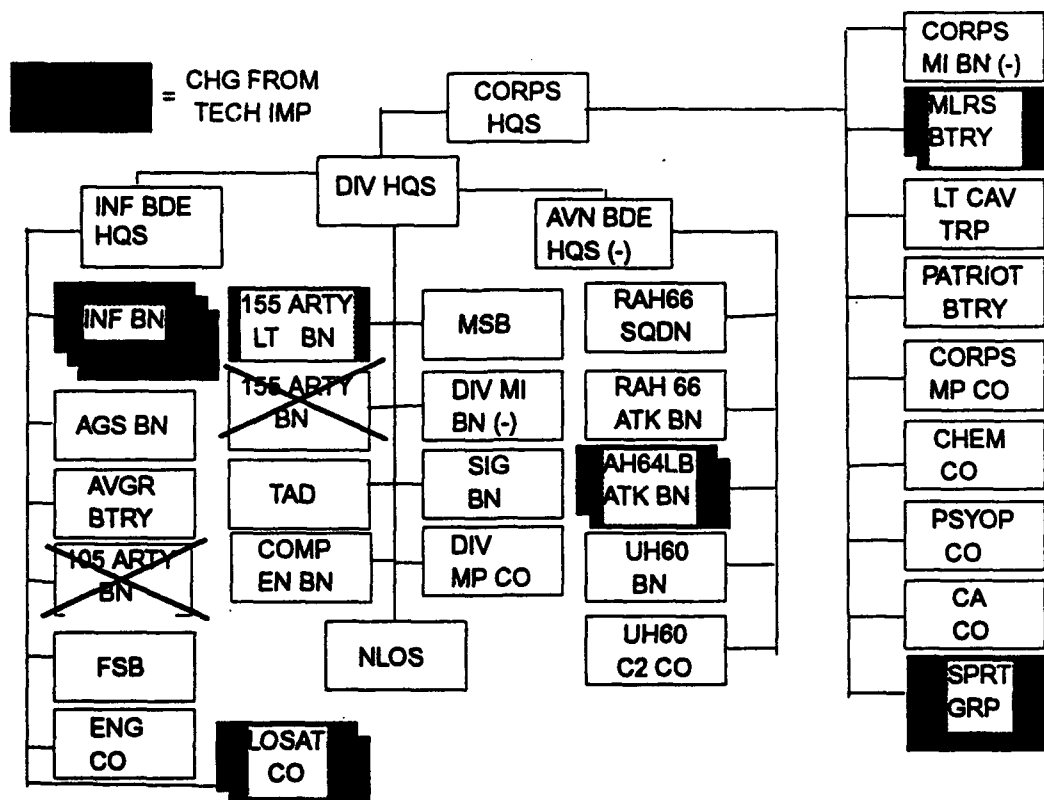 = CHG FROM
TECH IMP
CORPS
HQS
DIV HQS
INF BDE
HQS
AVN BDE
HQS (-)
INF BN
AGS BN
AVGR
BTRY
105 ARTY
BN
FSB
ENG
CO
155 ARTY
LT BN
155 ARTY
BN
TAD
COMP
EN BN
LOSAT
CO
MSB
DIV MI
BN (-)
SIG
BN
DIV
MP CO
NLOS
RAH66
SQDN
RAH 66
ATK BN
AH64LB
ATK BN
UH60
BN
UH60
C2 CO
CORPS
MI BN (-)
MLRS
BTRY
LT CAV
TRP
PATRIOT
BTRY
CORPS
MP CO
CHEM
CO
PSYOP
CO
CA
CO
SPRT
GRP